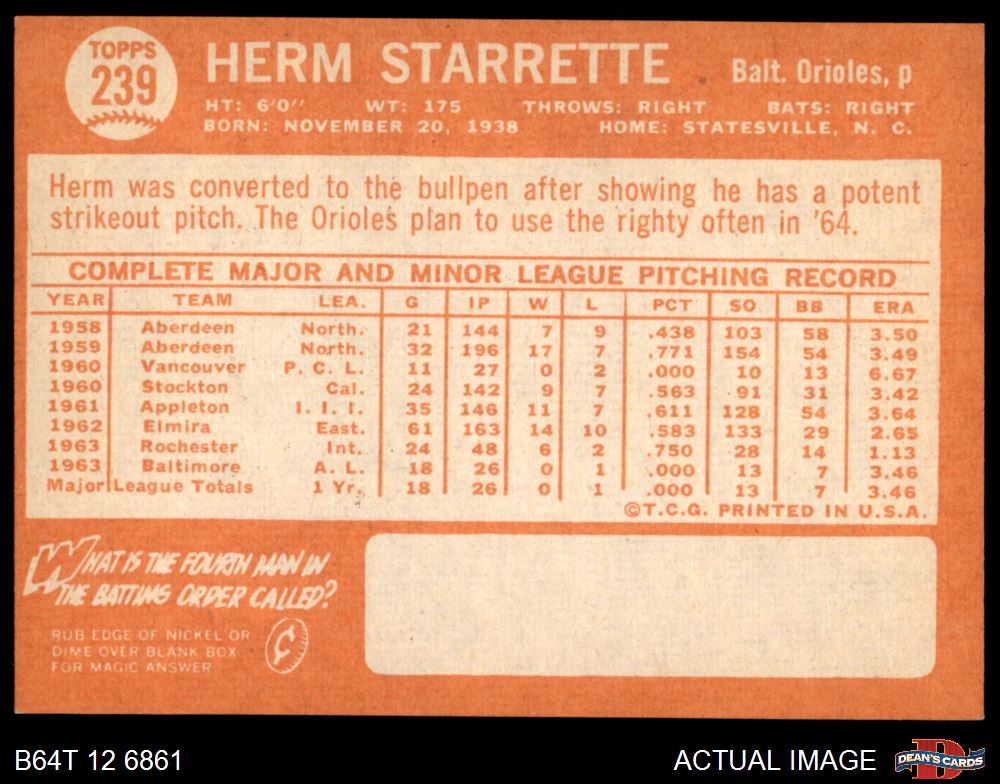 TOPPS
239
HERM STARRETTE
Balt. Orioles, p
HT: 6'0" WT: 175 THROWS: RIGHT BATS: RIGHT
BORN: NOVEMBER 20, 1938 HOME: STATESVILLE, N. C.
Herm was converted to the bullpen after showing he has a potent
strikeout pitch. The Orioles plan to use the righty often in '64.
COMPLETE MAJOR AND MINOR LEAGUE PITCHING RECORD
YEAR TEAM LEA. G IP W L PCT SO BB ERA
1958 Aberdeen North. 21 144 7 9 .438 103 58 3.50
1959 Aberdeen North. 32 196 17 7 .771 154 54 3.49
1960 Vancouver P. C. L. 11 27 0 2 .000 10 13 6.67
1960 Stockton Cal. 24 142 9 7 .563 91 31 3.42
1961 Appleton I. I. I. 35 146 11 7 .611 128 54 3.64
1962 Elmira East. 61 163 14 10 .583 133 29 2.65
1963 Rochester Int. 24 48 6 2 .750 28 14 1.13
1963 Baltimore A. L. 18 26 0 1 .000 13 7 3.46
Major League Totals 1 Yr. 18 26 0 1 .000 13 7 3.46
©T.C.G. PRINTED IN U.S.A.
WHAT IS THE FOURTH MAN IN
THE BATTING ORDER CALLED?
RUB EDGE OF NICKEL OR
DIME OVER BLANK BOX
FOR MAGIC ANSWER
¢
B64T 12 6861
ACTUAL IMAGE
D
DEAN'S CARDS